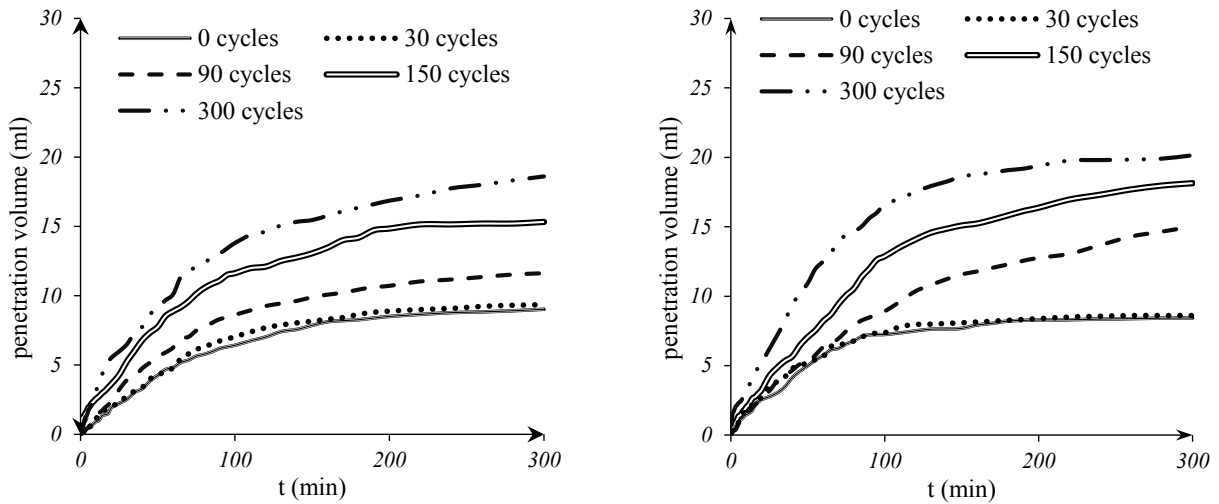 30
25
20
15
10
5
0
penetration volume (ml)
0 cycles
30 cycles
90 cycles
150 cycles
300 cycles
0
100
200
300
t (min)
30
25
20
15
10
5
0
penetration volume (ml)
0 cycles
30 cycles
90 cycles
150 cycles
300 cycles
0
100
200
300
t (min)